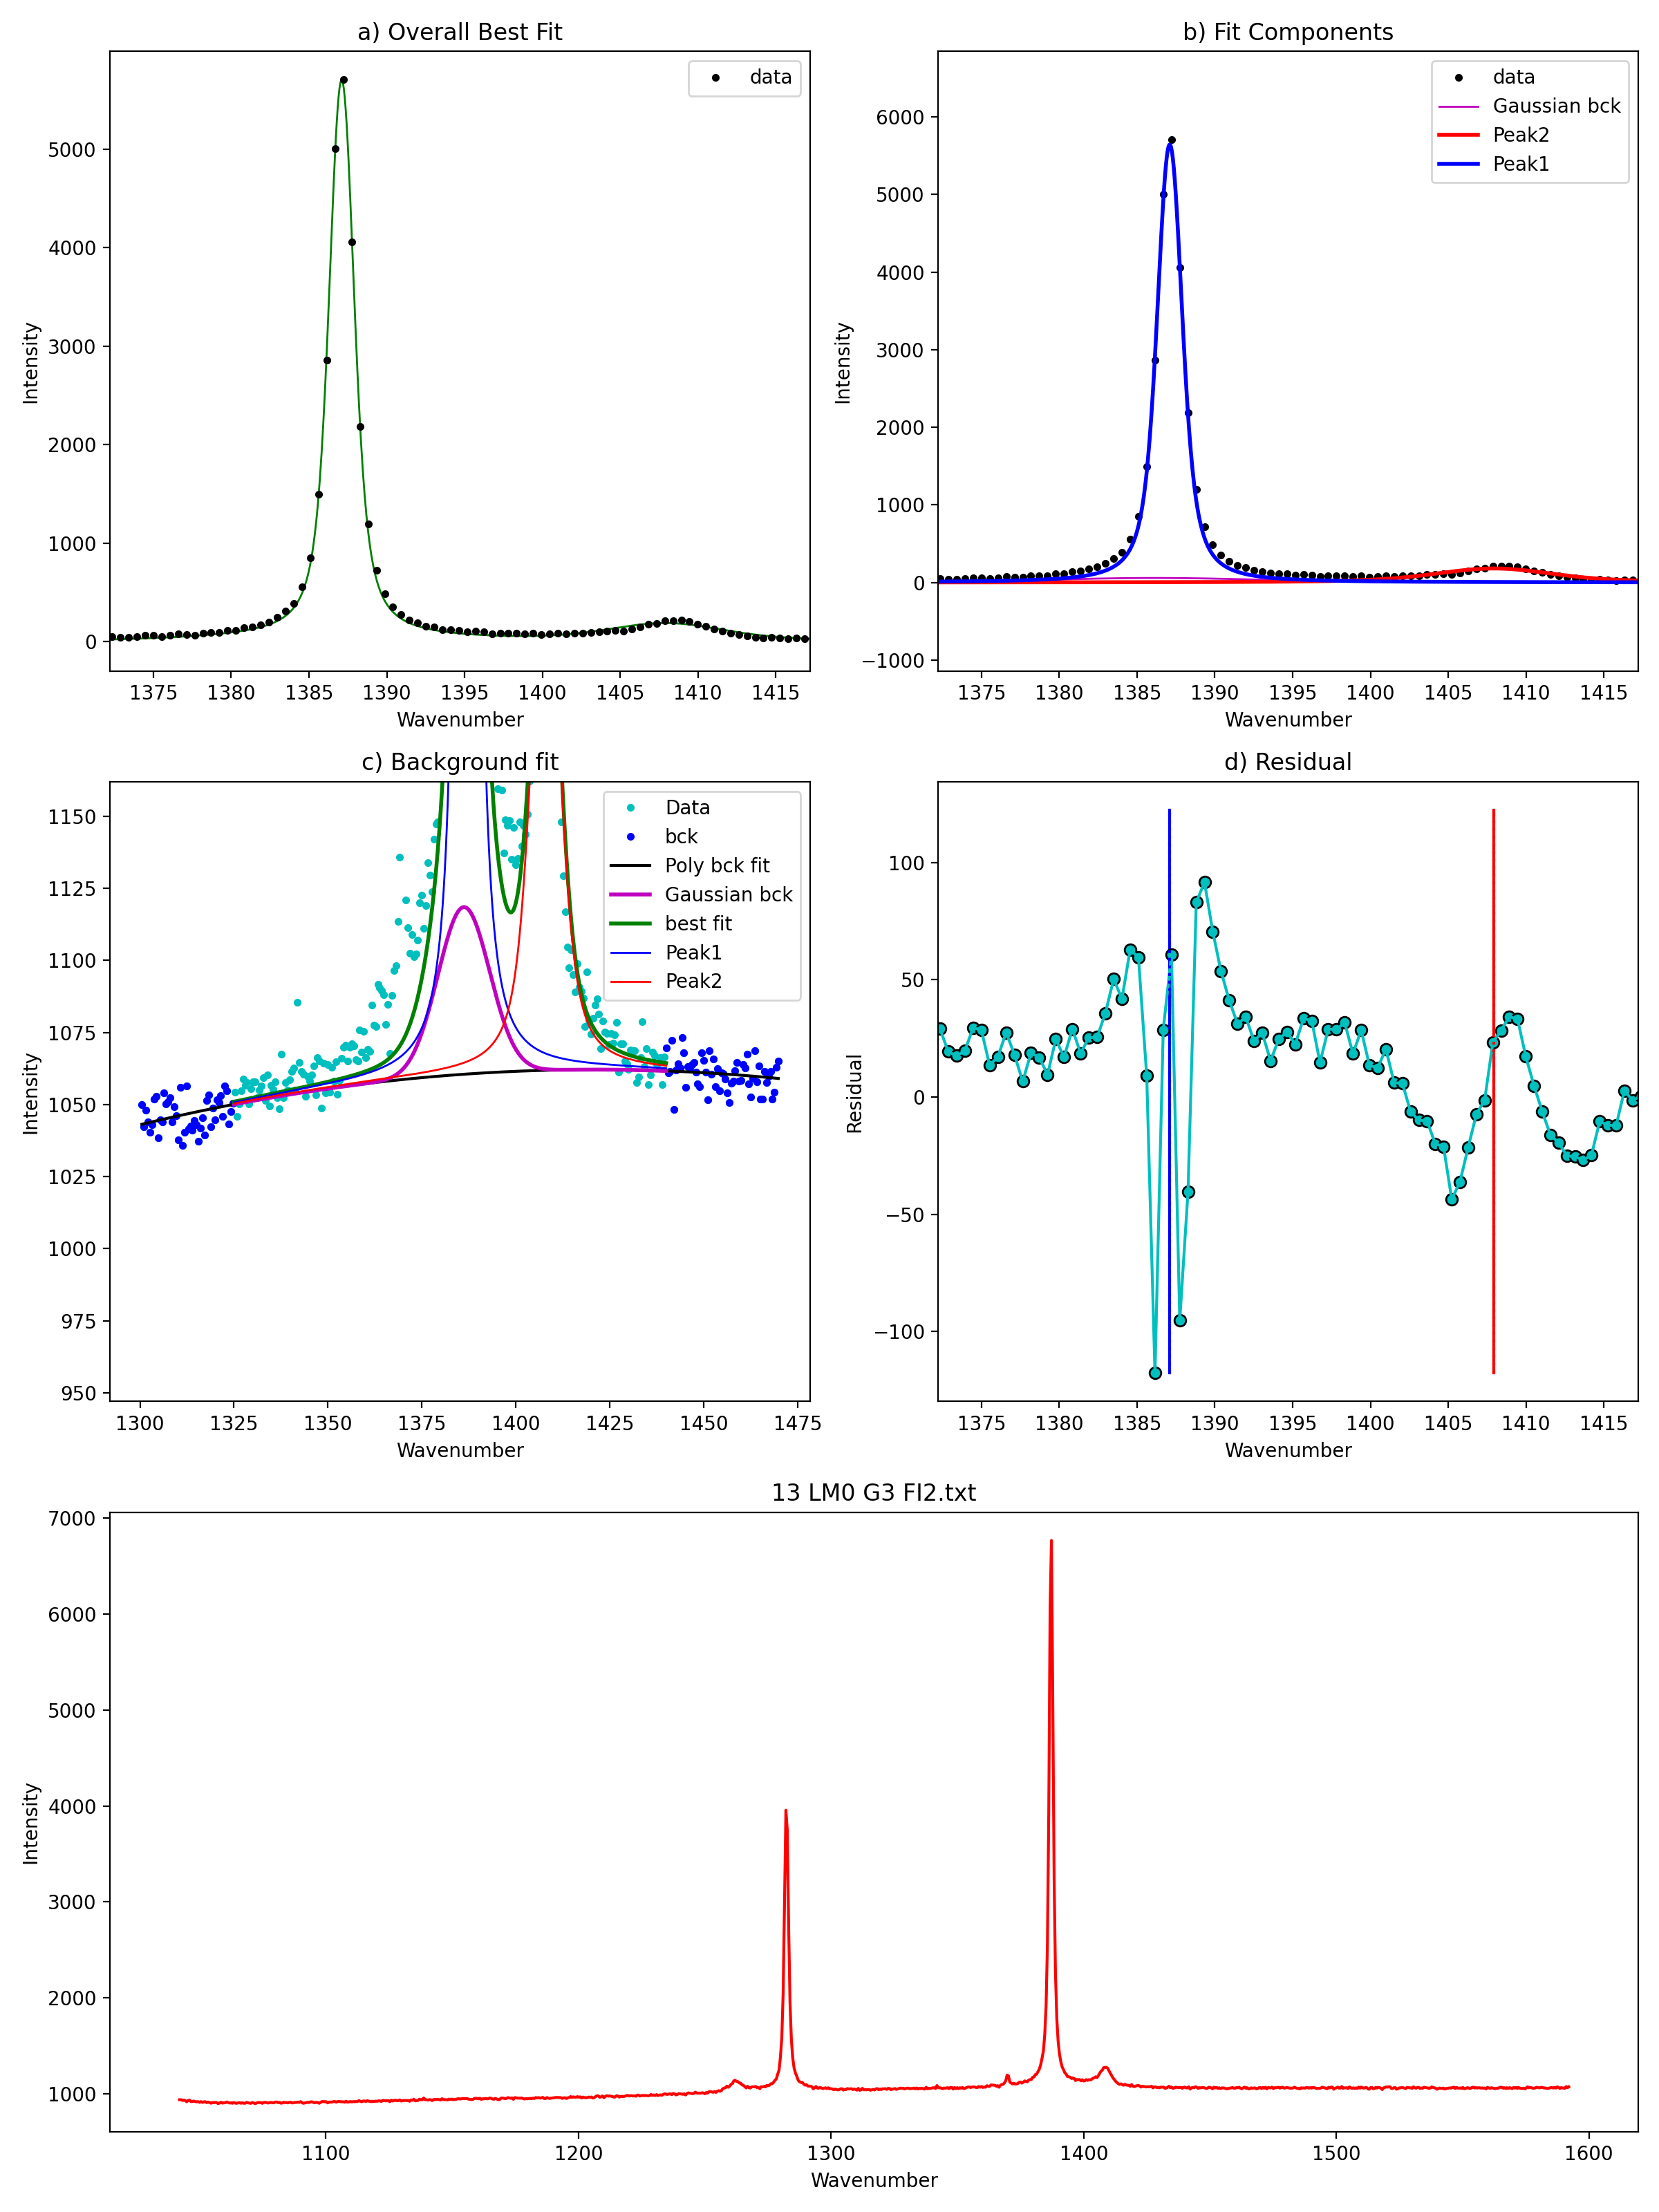 a) Overall Best Fit
data
5000
4000
3000
2000
1000
0
Intensity
1375 1380 1385 1390 1395 1400 1405 1410 1415
Wavenumber
b) Fit Components
data
Gaussian bck
Peak2
Peak1
6000
5000
4000
3000
2000
1000
0
−1000
Intensity
1375 1380 1385 1390 1395 1400 1405 1410 1415
Wavenumber
c) Background fit
Data
bck
Poly bck fit
Gaussian bck
best fit
Peak1
Peak2
1150
1125
1100
1075
1050
1025
1000
975
950
Intensity
1300 1325 1350 1375 1400 1425 1450 1475
Wavenumber
d) Residual
100
50
0
−50
−100
Residual
1375 1380 1385 1390 1395 1400 1405 1410 1415
Wavenumber
13 LM0 G3 FI2.txt
7000
6000
5000
4000
3000
2000
1000
Intensity
1100 1200 1300 1400 1500 1600
Wavenumber